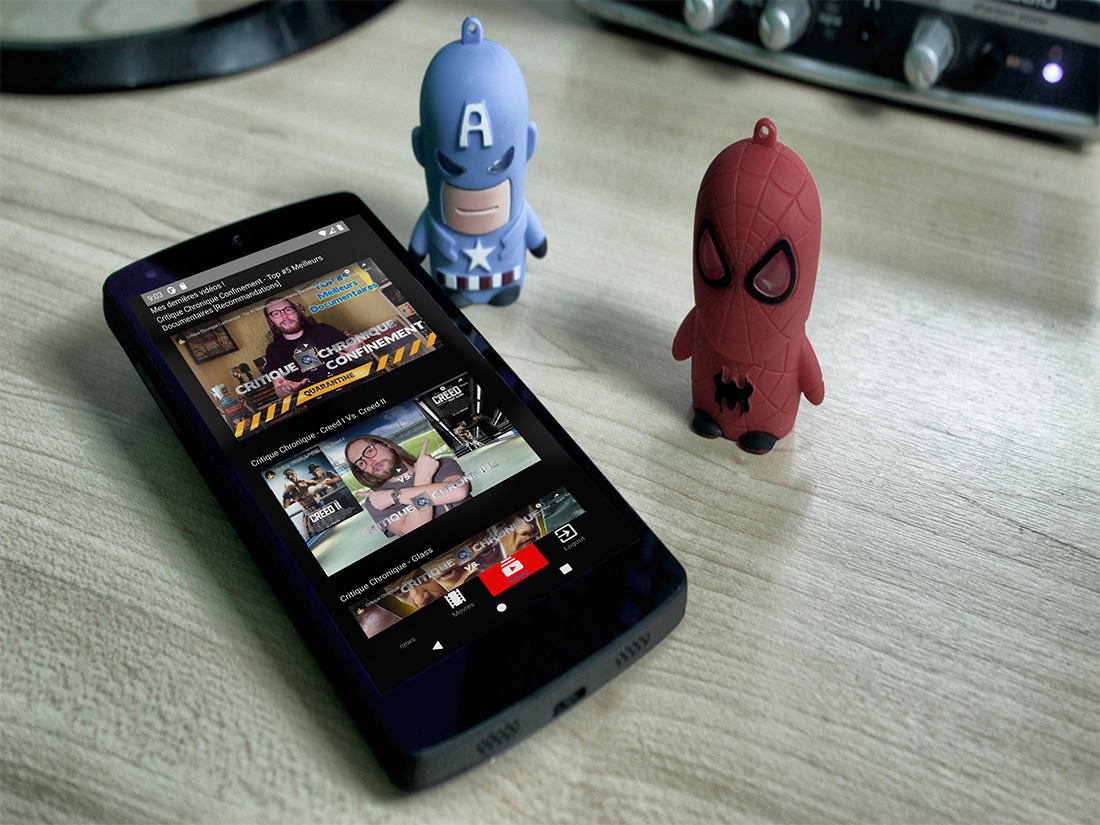 A
9:03
Mes dernières vidéos !
Critique Chronique Confinement - Top #5 Meilleurs
Documentaires [Recommandations]
TOP #5
Meilleurs
Documentaires
CRITIQUE CHRONIQUE
CONFINEMENT
QUARANTINE
Critique Chronique - Creed I Vs. Creed II
CREED
CREED II
VS.
CRITIQUE CHRONIQUE
Critique Chronique - Glass
CRITIQUE CHRONIQUE
VS.
news
Movies
Logout